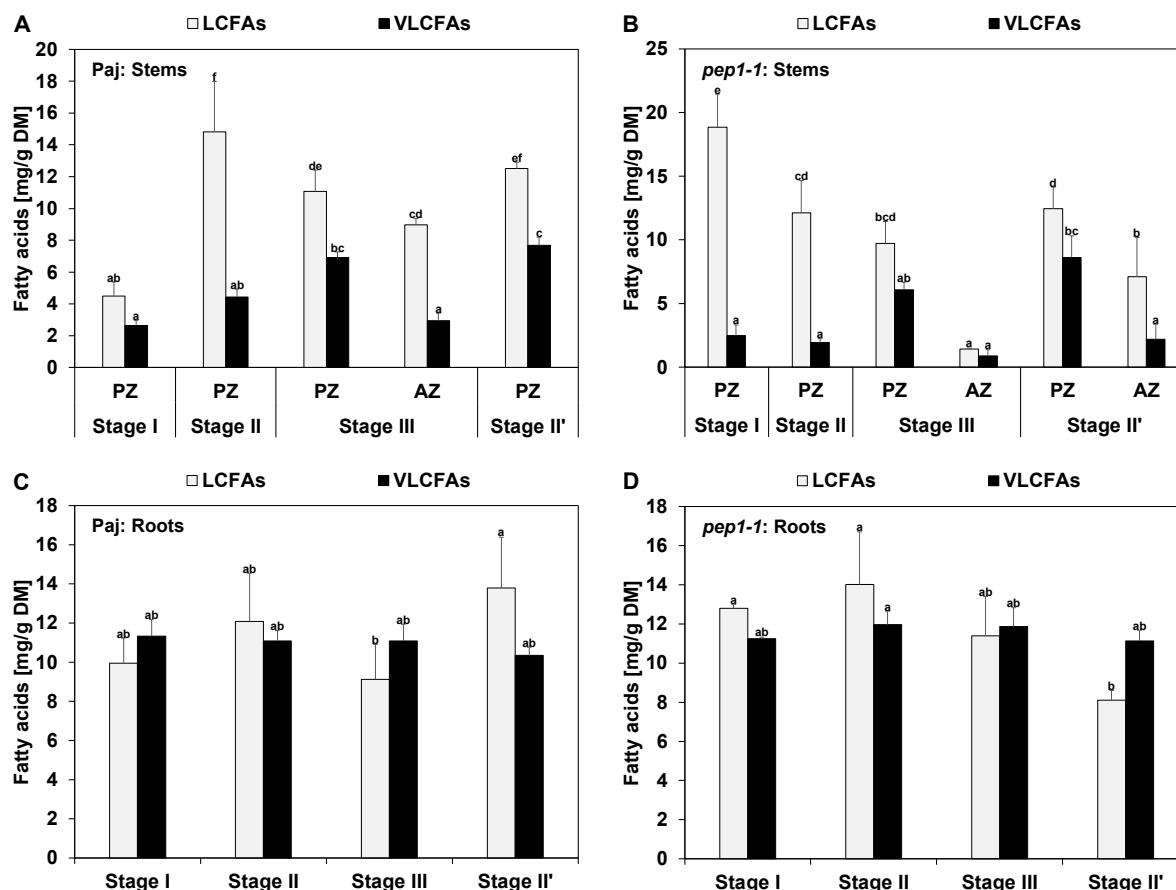 A
LCFAs VLCFAs
Paj: Stems
Fatty acids [mg/g DM]
20
18
16
14
12
10
8
6
4
2
0
ab a f ab de bc cd a ef c
PZ PZ PZ AZ PZ
Stage I Stage II Stage III Stage II'
B
LCFAs VLCFAs
pep1-1: Stems
Fatty acids [mg/g DM]
25
20
15
10
5
0
e a cd a bcd ab a a d bc b a
PZ PZ PZ AZ PZ AZ
Stage I Stage II Stage III Stage II'
C
LCFAs VLCFAs
Paj: Roots
Fatty acids [mg/g DM]
18
16
14
12
10
8
6
4
2
0
ab ab ab ab b ab a ab
Stage I Stage II Stage III Stage II'
D
LCFAs VLCFAs
pep1-1: Roots
Fatty acids [mg/g DM]
18
16
14
12
10
8
6
4
2
0
a ab a a ab ab b ab
Stage I Stage II Stage III Stage II'